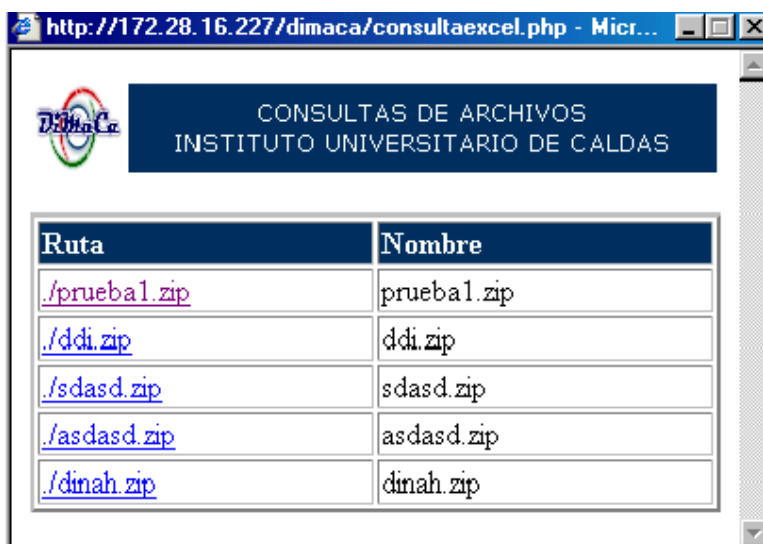 http://172.28.16.227/dimaca/consultaexcel.php - Micr...
DiMaCa
CONSULTAS DE ARCHIVOS
INSTITUTO UNIVERSITARIO DE CALDAS
Ruta Nombre
./prueba1.zip prueba1.zip
./ddi.zip ddi.zip
./sdasd.zip sdasd.zip
./asdasd.zip asdasd.zip
./dinah.zip dinah.zip